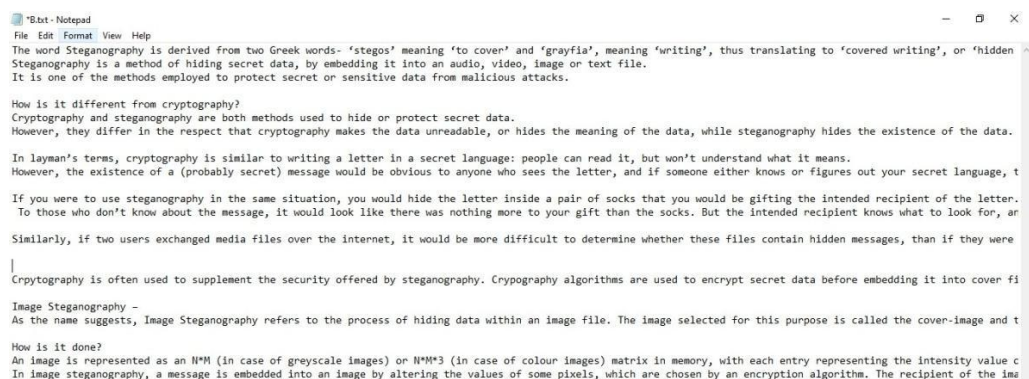 *B.txt - Notepad
File Edit Format View Help
The word Steganography is derived from two Greek words- ‘stegos’ meaning ‘to cover’ and ‘grayfia’, meaning ‘writing’, thus translating to ‘covered writing’, or ‘hidden
Steganography is a method of hiding secret data, by embedding it into an audio, video, image or text file.
It is one of the methods employed to protect secret or sensitive data from malicious attacks.
How is it different from cryptography?
Cryptography and steganography are both methods used to hide or protect secret data.
However, they differ in the respect that cryptography makes the data unreadable, or hides the meaning of the data, while steganography hides the existence of the data.
In layman’s terms, cryptography is similar to writing a letter in a secret language: people can read it, but won’t understand what it means.
However, the existence of a (probably secret) message would be obvious to anyone who sees the letter, and if someone either knows or figures out your secret language, t
If you were to use steganography in the same situation, you would hide the letter inside a pair of socks that you would be gifting the intended recipient of the letter.
To those who don’t know about the message, it would look like there was nothing more to your gift than the socks. But the intended recipient knows what to look for, an
Similarly, if two users exchanged media files over the internet, it would be more difficult to determine whether these files contain hidden messages, than if they were
Crpytography is often used to supplement the security offered by steganography. Crypography algorithms are used to encrypt secret data before embedding it into cover fi
Image Steganography –
As the name suggests, Image Steganography refers to the process of hiding data within an image file. The image selected for this purpose is called the cover-image and t
How is it done?
An image is represented as an N*M (in case of greyscale images) or N*M*3 (in case of colour images) matrix in memory, with each entry representing the intensity value c
In image steganography, a message is embedded into an image by altering the values of some pixels, which are chosen by an encryption algorithm. The recipient of the ima